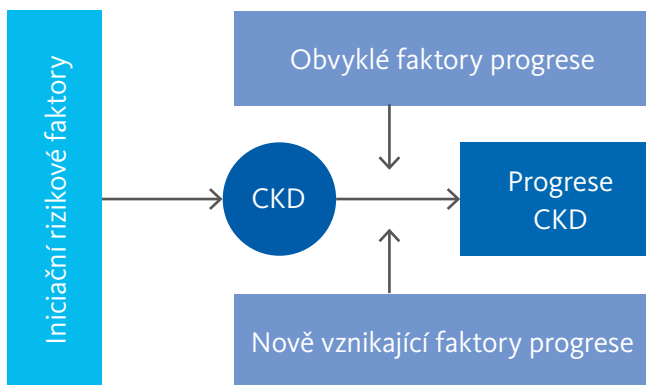 Iniciační rizikové faktory
Obvyklé faktory progrese
CKD
Progrese
CKD
Nově vznikající faktory progrese